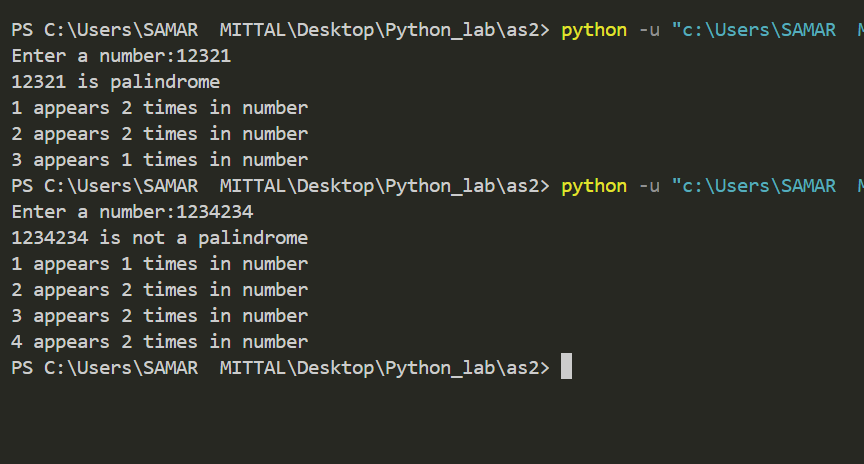 PS C:\Users\SAMAR  MITTAL\Desktop\Python_lab\as2> python -u "c:\Users\SAMAR  M
Enter a number:12321
12321 is palindrome
1 appears 2 times in number
2 appears 2 times in number
3 appears 1 times in number
PS C:\Users\SAMAR  MITTAL\Desktop\Python_lab\as2> python -u "c:\Users\SAMAR  M
Enter a number:1234234
1234234 is not a palindrome
1 appears 1 times in number
2 appears 2 times in number
3 appears 2 times in number
4 appears 2 times in number
PS C:\Users\SAMAR  MITTAL\Desktop\Python_lab\as2>